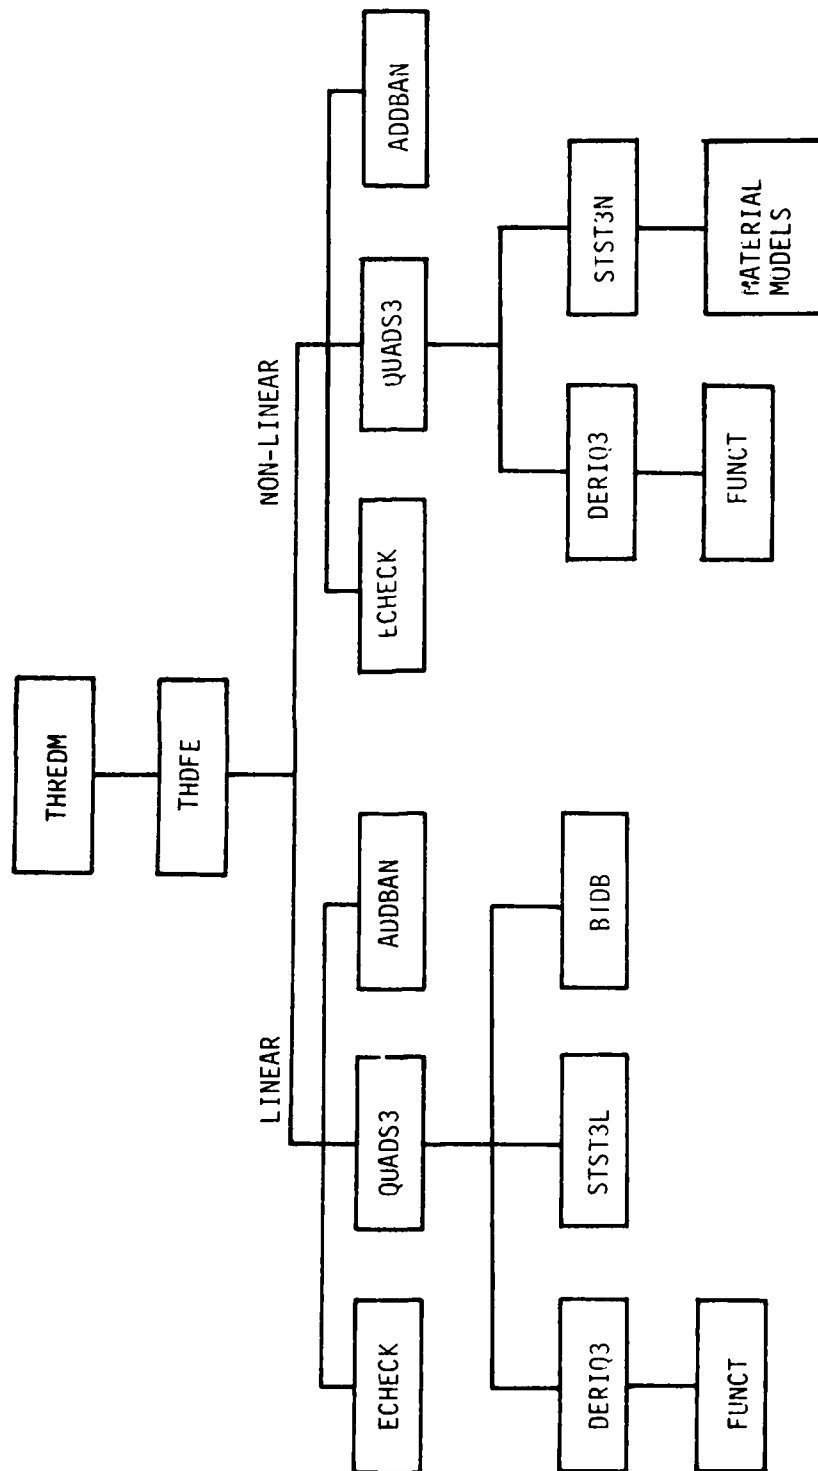 THREDM
THDFE
LINEAR
NON-LINEAR
ECHECK
QUADS3
ADDBAN
ECHECK
QUADS3
ADDBAN
DERIQ3
STST3L
BIDB
DERIQ3
STST3N
FUNCT
FUNCT
MATERIAL
MODELS